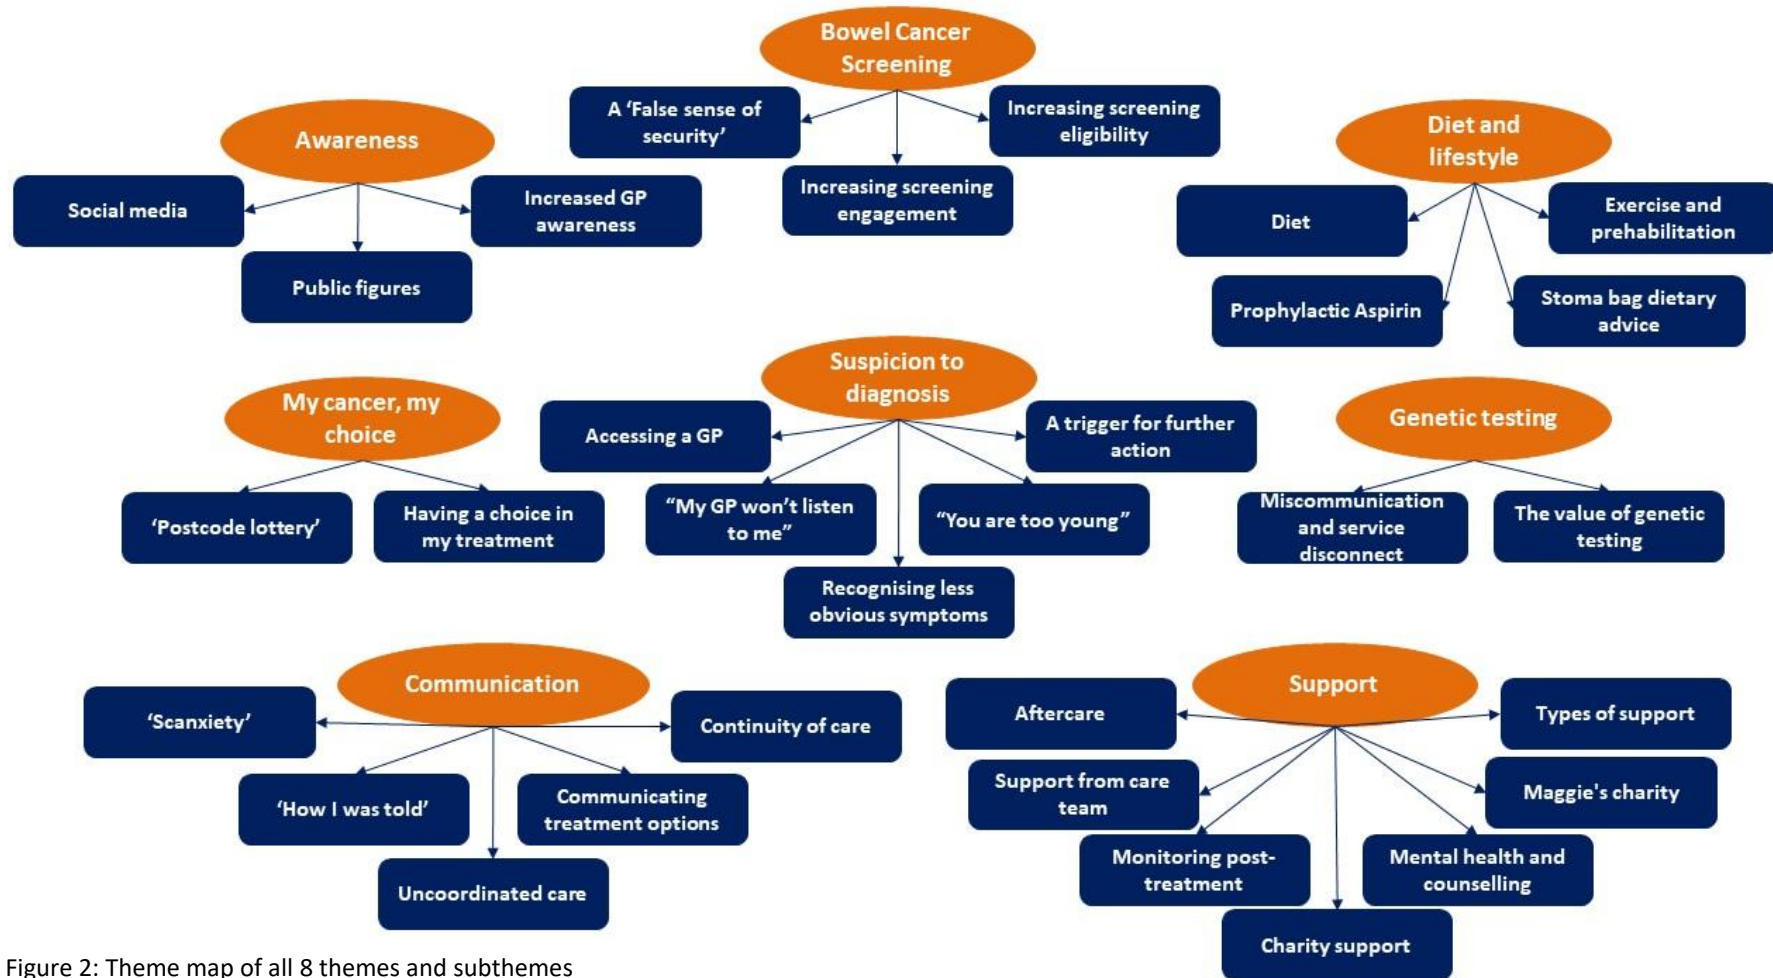 Bowel Cancer
Screening
A ‘False sense of
security’
Increasing screening
eligibility
Increasing screening
engagement
Awareness
Social media
Increased GP
awareness
Public figures
Diet and
lifestyle
Diet
Exercise and
prehabilitation
Prophylactic Aspirin
Stoma bag dietary
advice
My cancer, my
choice
‘Postcode lottery’
Having a choice in
my treatment
Suspicion to
diagnosis
Accessing a GP
A trigger for further
action
“My GP won’t listen
to me”
“You are too young”
Recognising less
obvious symptoms
Genetic testing
Miscommunication
and service
disconnect
The value of genetic
testing
Communication
‘Scanxiety’
Continuity of care
‘How I was told’
Communicating
treatment options
Uncoordinated care
Support
Aftercare
Types of support
Support from care
team
Maggie's charity
Monitoring post-
treatment
Mental health and
counselling
Charity support
Figure 2: Theme map of all 8 themes and subthemes